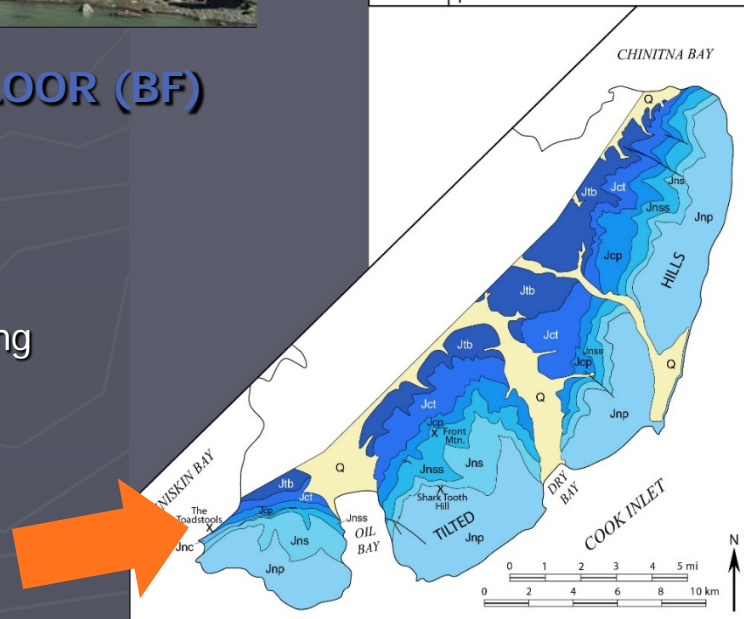 OOR (BF)
ng
CHINITNA BAY
Q
Jtb
Jct
Jns
Jnss
Jnp
Jcp
HILLS
Jtb
Jct
Jnss
Jcp
Q
Q
Jnp
Jtb
Jct
Jcp
X Front
Mtn.
Jnss
Jns
X
Shark Tooth
Hill
DRY
BAY
NISKIN BAY
Q
Jtb
Jct
The
Toadstools
X
Jcp
Jnss
OIL
BAY
TILTED
Jnp
COOK INLET
Jnc
Jns
Jnp
N
0 1 2 3 4 5 mi
0 2 4 6 8 10 km